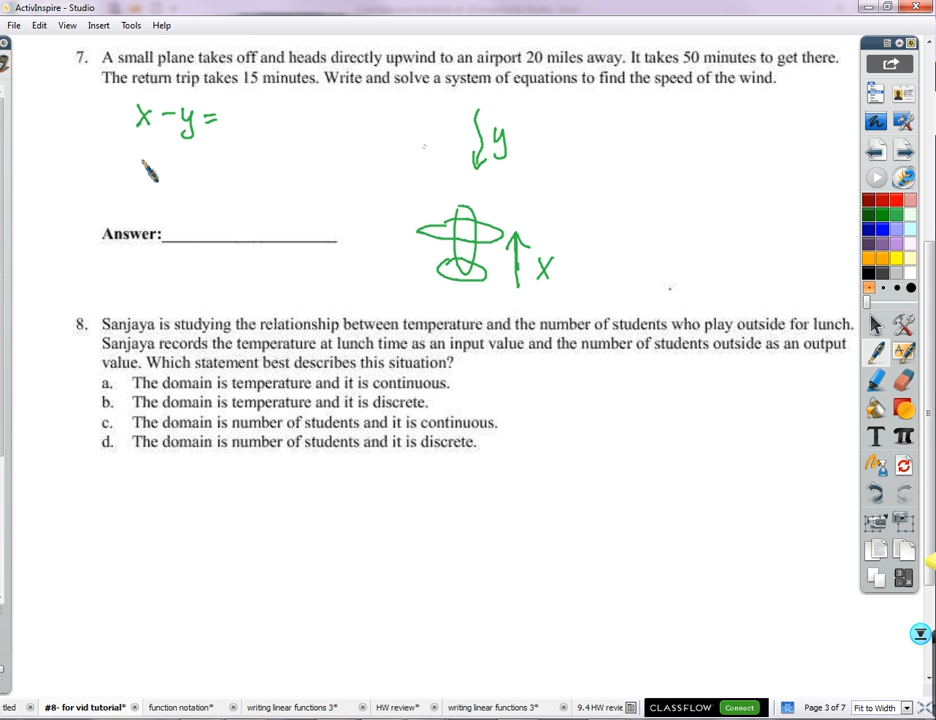 ActivInspire - Studio
File Edit View Insert Tools Help
7. A small plane takes off and heads directly upwind to an airport 20 miles away. It takes 50 minutes to get there.
The return trip takes 15 minutes. Write and solve a system of equations to find the speed of the wind.
x - y =
y
Answer:____________________
x
8. Sanjaya is studying the relationship between temperature and the number of students who play outside for lunch.
Sanjaya records the temperature at lunch time as an input value and the number of students outside as an output
value. Which statement best describes this situation?
a. The domain is temperature and it is continuous.
b. The domain is temperature and it is discrete.
c. The domain is number of students and it is continuous.
d. The domain is number of students and it is discrete.
T π
tled #8- for vid tutorial* function notation* writing linear functions 3* HW review* writing linear functions 3* 9.4 HW revie CLASSFLOW Connect Page 3 of 7 Fit to Width